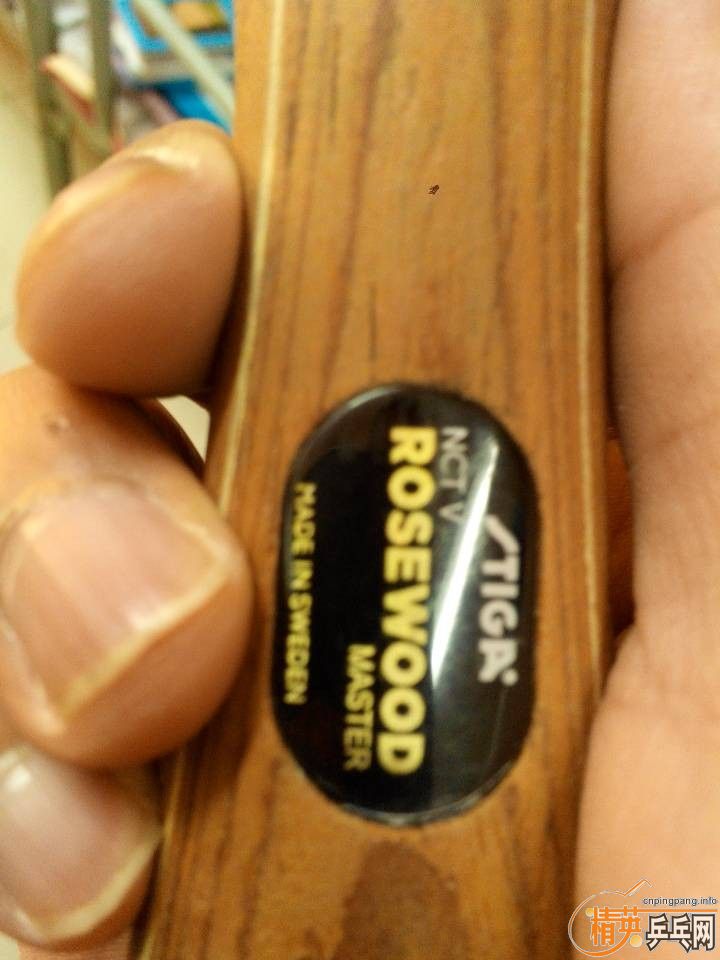 STIGA
NCT V
ROSEWOOD
MASTER
MADE IN SWEDEN
cnpingpang.info
精英乒乓网